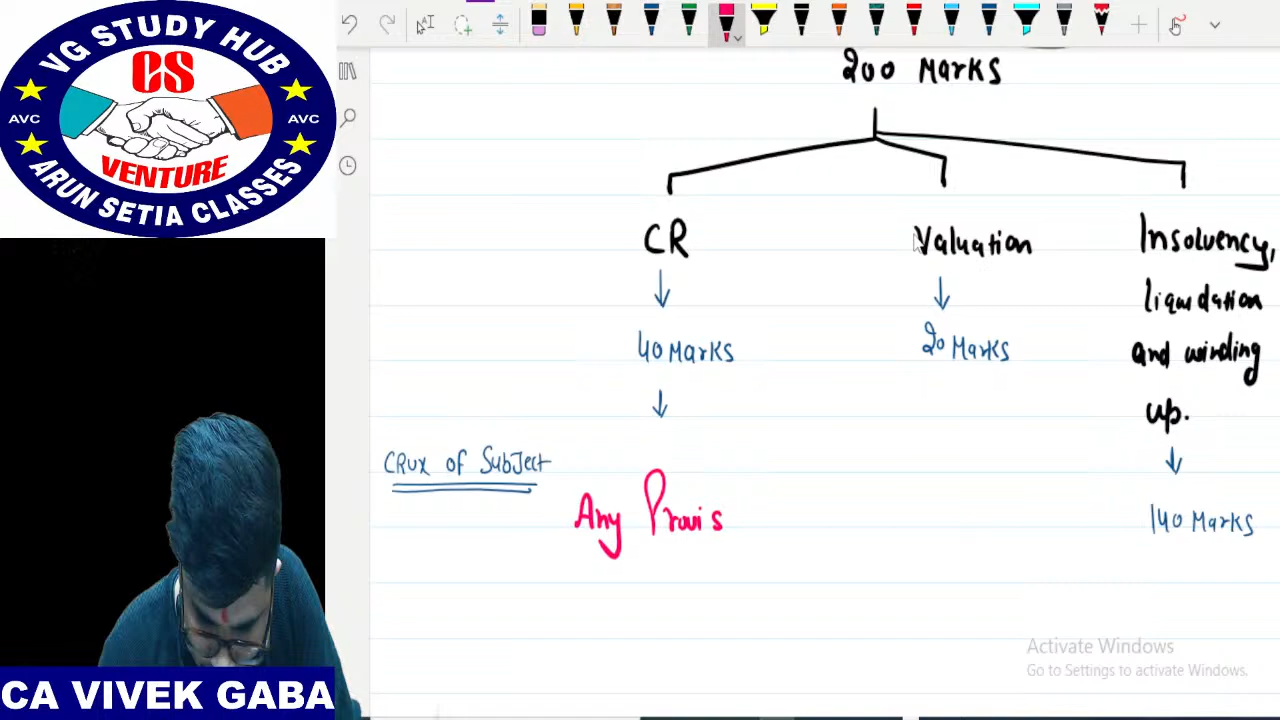 VG STUDY HUB
CS
AVC
AVC
VENTURE
ARUN SETIA CLASSES
200 Marks
CR
Valuation
Insolvency,
liqudation
and winding
up.
40 Marks
20 Marks
140 Marks
CRux of SubJect
Any Provis
Activate Windows
Go to Settings to activate Windows.
CA VIVEK GABA